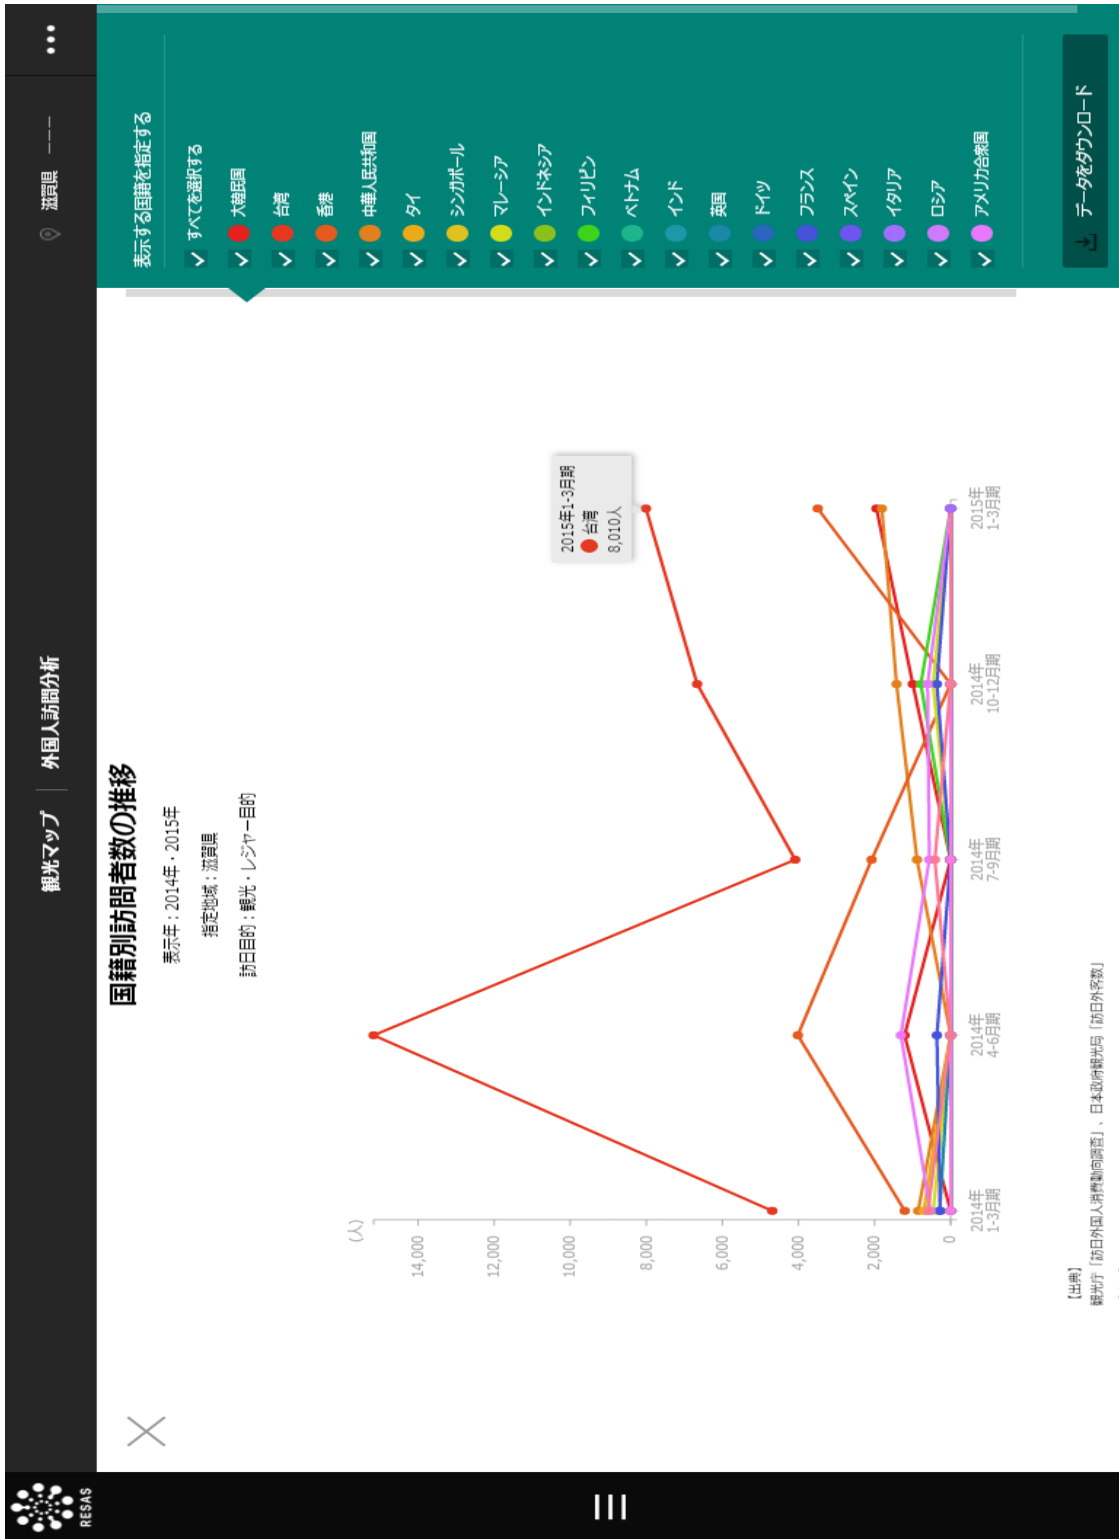 RESAS
観光マップ
外国人訪問分析
滋賀県
---
国籍別訪問者数の推移
表示年：2014年・2015年
指定地域：滋賀県
訪日目的：観光・レジャー目的
(人)
14,000
12,000
10,000
8,000
6,000
4,000
2,000
0
2014年
1-3月期
2014年
4-6月期
2014年
7-9月期
2014年
10-12月期
2015年
1-3月期
2015年1-3月期
台湾
8,010人
表示する国籍を指定する
すべてを選択する
大韓民国
台湾
香港
中華人民共和国
タイ
シンガポール
マレーシア
インドネシア
フィリピン
ベトナム
インド
英国
ドイツ
フランス
スペイン
イタリア
ロシア
アメリカ合衆国
データをダウンロード
【出典】
観光庁「訪日外国人消費動向調査」、日本政府観光局「訪日外客数」